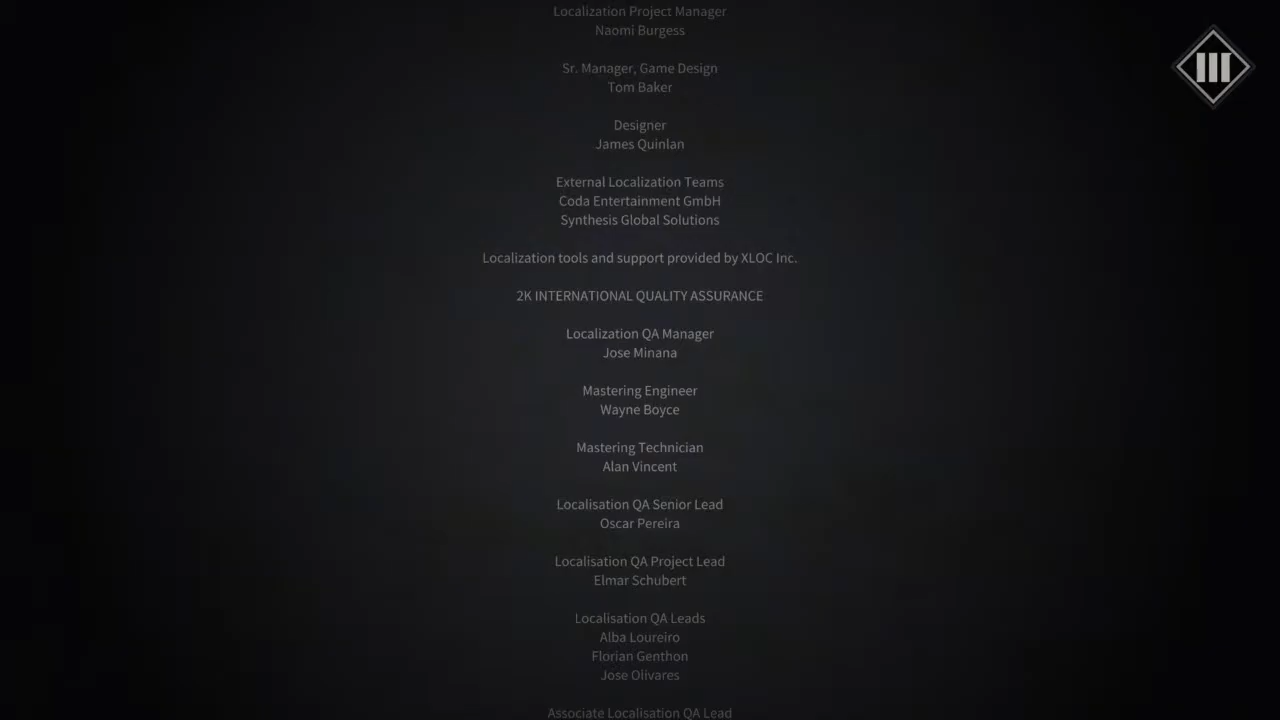 Localization Project Manager
Naomi Burgess
Sr. Manager, Game Design
Tom Baker
Designer
James Quinlan
External Localization Teams
Coda Entertainment GmbH
Synthesis Global Solutions
Localization tools and support provided by XLOC Inc.
2K INTERNATIONAL QUALITY ASSURANCE
Localization QA Manager
Jose Minana
Mastering Engineer
Wayne Boyce
Mastering Technician
Alan Vincent
Localisation QA Senior Lead
Oscar Pereira
Localisation QA Project Lead
Elmar Schubert
Localisation QA Leads
Alba Loureiro
Florian Genthon
Jose Olivares
Associate Localisation QA Lead
III